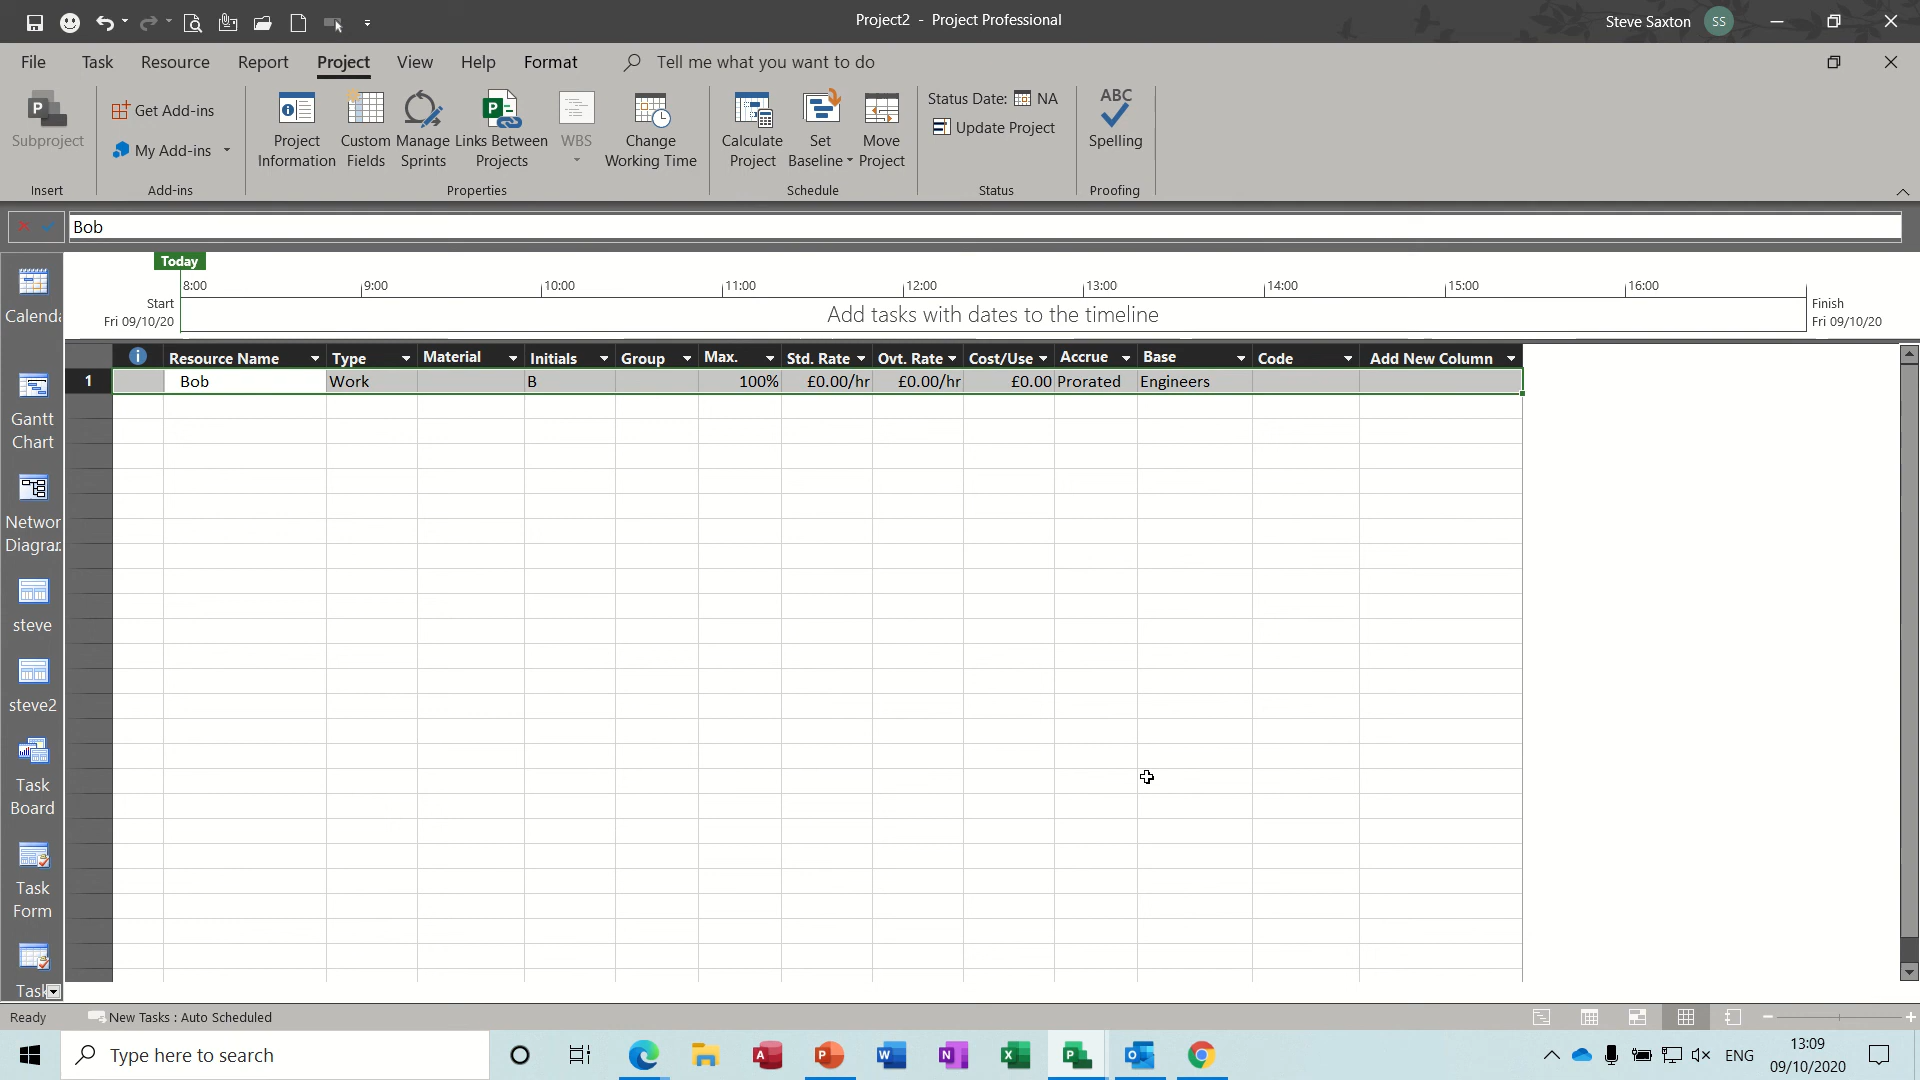 Project2 - Project Professional
Steve Saxton SS
File Task Resource Report Project View Help Format Tell me what you want to do
Subproject
Insert
Get Add-ins
My Add-ins
Add-ins
Project Information
Custom Fields
Manage Sprints
Links Between Projects
WBS
Change Working Time
Properties
Calculate Project
Set Baseline
Move Project
Schedule
Status Date: NA
Update Project
Status
ABC
Spelling
Proofing
Bob
Today
8:00 9:00 10:00 11:00 12:00 13:00 14:00 15:00 16:00
Start
Fri 09/10/20
Add tasks with dates to the timeline
Finish
Fri 09/10/20
Resource Name Type Material Initials Group Max. Std. Rate Ovt. Rate Cost/Use Accrue Base Code Add New Column
1 Bob Work B 100% £0.00/hr £0.00/hr £0.00 Prorated Engineers
Calenda
Gantt
Chart
Networ
Diagrar
steve
steve2
Task
Board
Task
Form
Task
Ready New Tasks : Auto Scheduled
Type here to search
ENG
13:09
09/10/2020